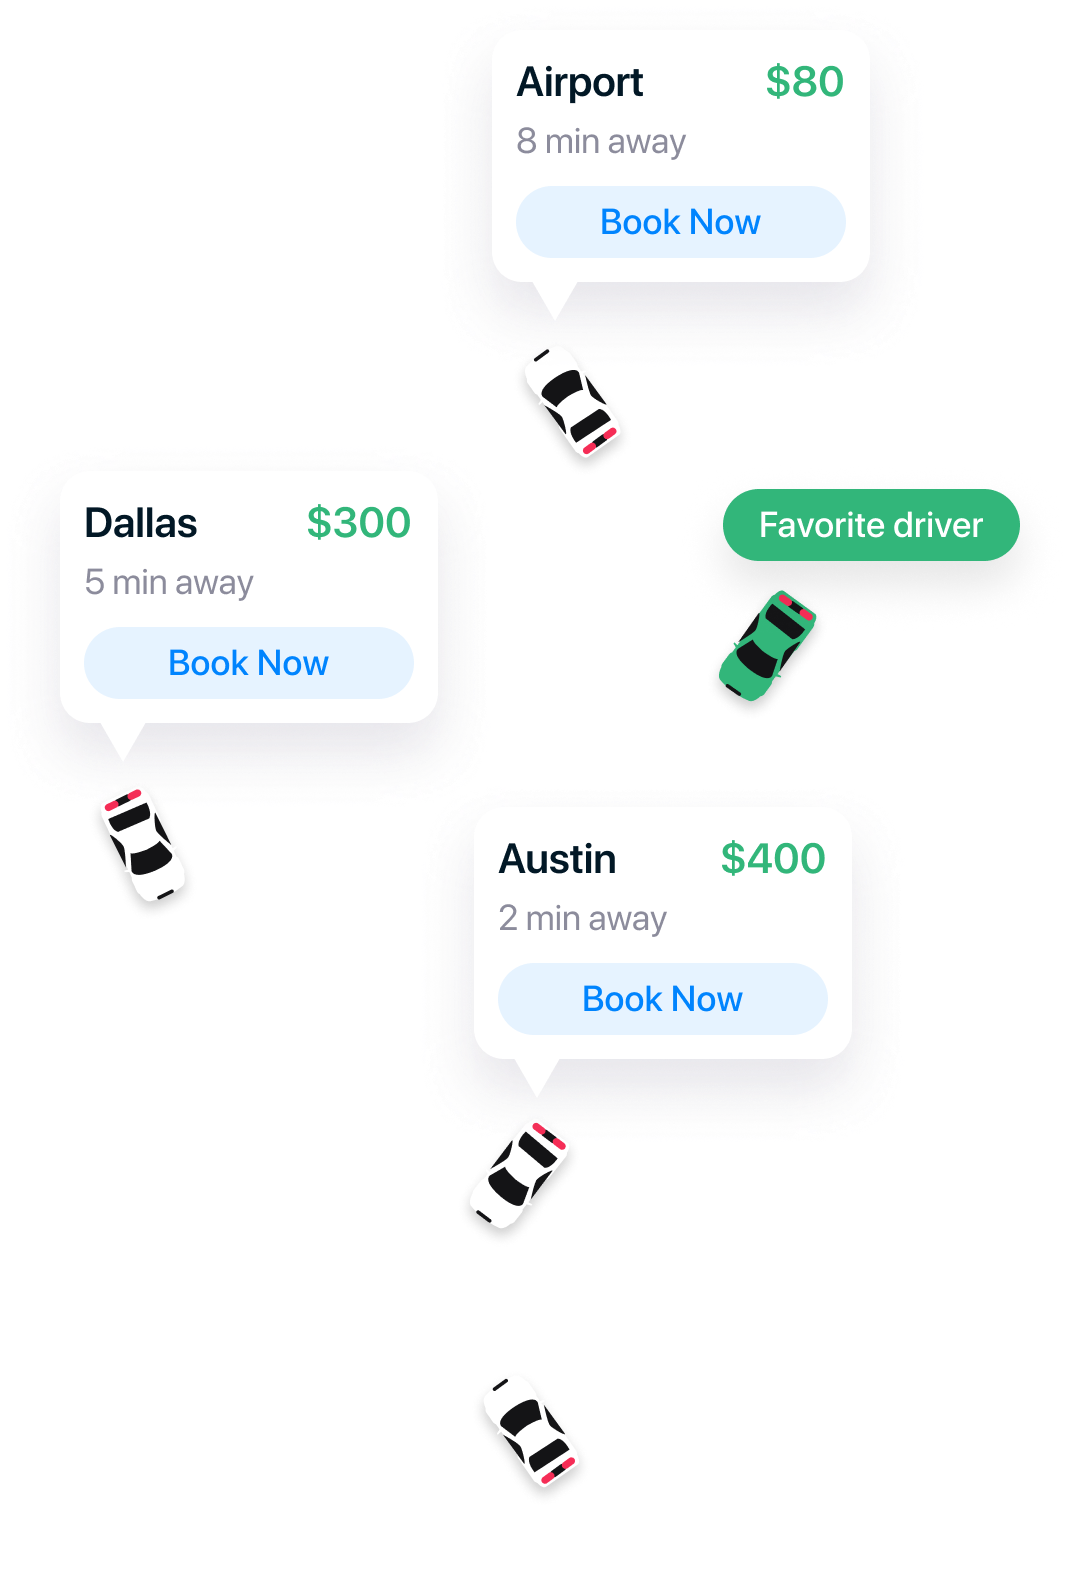 Airport $80
8 min away
Book Now
Dallas $300
5 min away
Book Now
Favorite driver
Austin $400
2 min away
Book Now